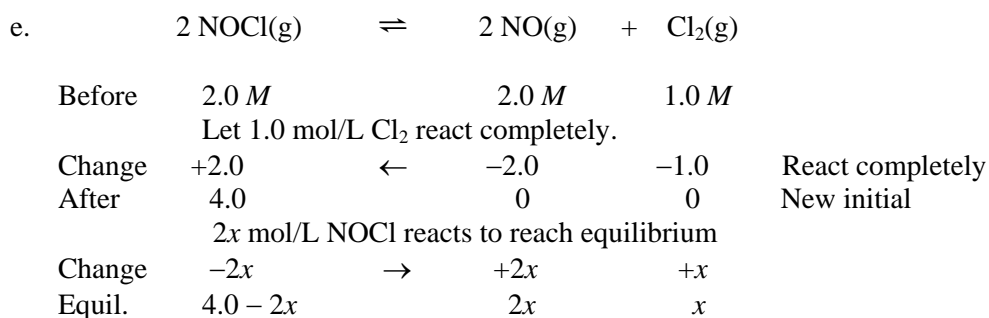 e. 2 NOCl(g) ⇌ 2 NO(g) + Cl₂(g)
Before 2.0 M 2.0 M 1.0 M
Let 1.0 mol/L Cl₂ react completely.
Change +2.0 ← −2.0 −1.0 React completely
After 4.0 0 0 New initial
2x mol/L NOCl reacts to reach equilibrium
Change −2x → +2x +x
Equil. 4.0 − 2x 2x x